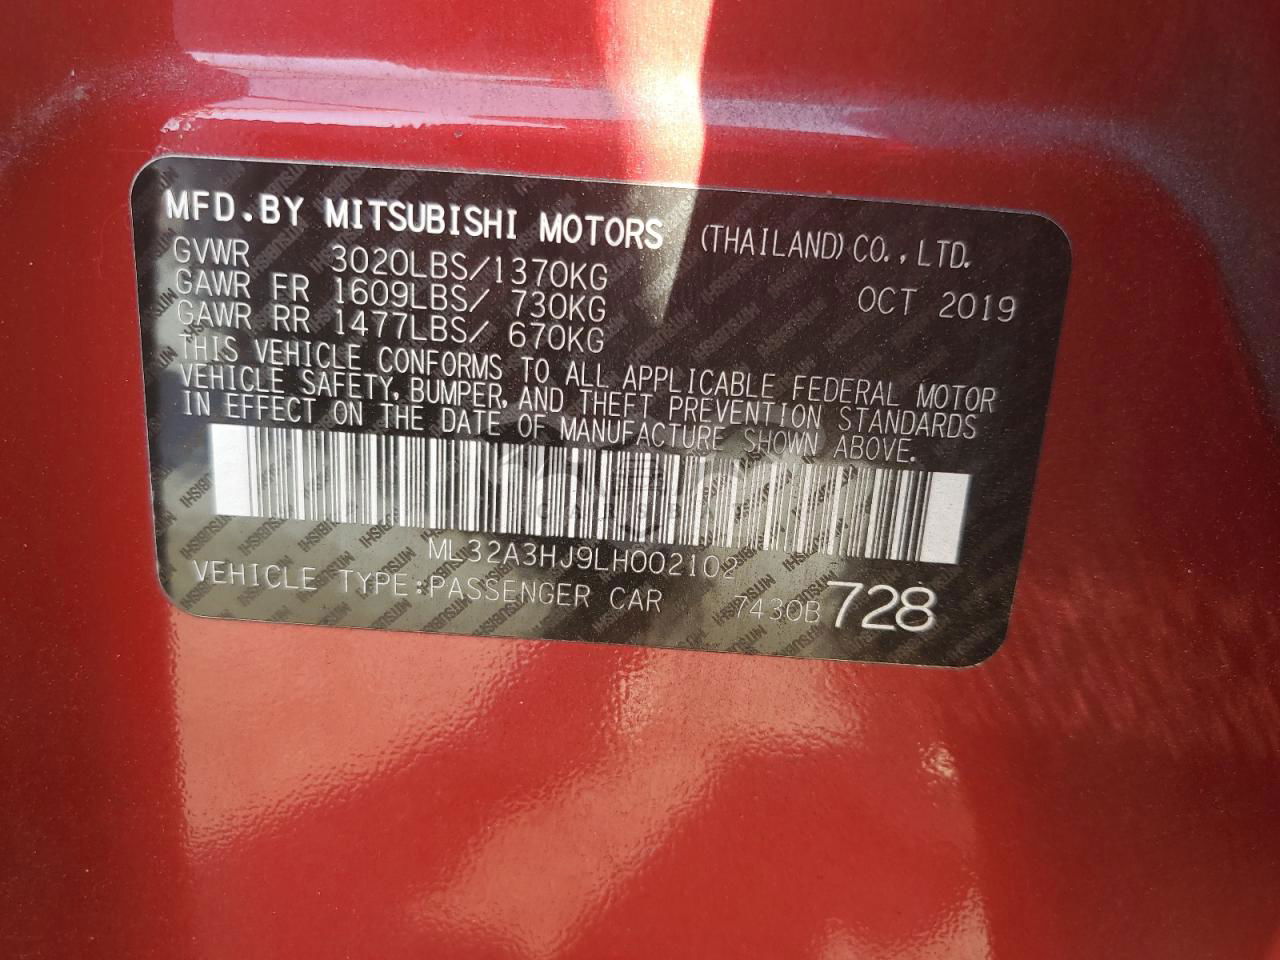 MFD.BY MITSUBISHI MOTORS (THAILAND) CO., LTD.
GVWR 3020LBS/1370KG OCT 2019
GAWR FR 1609LBS/ 730KG
GAWR RR 1477LBS/ 670KG
THIS VEHICLE CONFORMS TO ALL APPLICABLE FEDERAL MOTOR
VEHICLE SAFETY, BUMPER, AND THEFT PREVENTION STANDARDS
IN EFFECT ON THE DATE OF MANUFACTURE SHOWN ABOVE.
ML32A3HJ9LH002102
VEHICLE TYPE:PASSENGER CAR 7430B 728